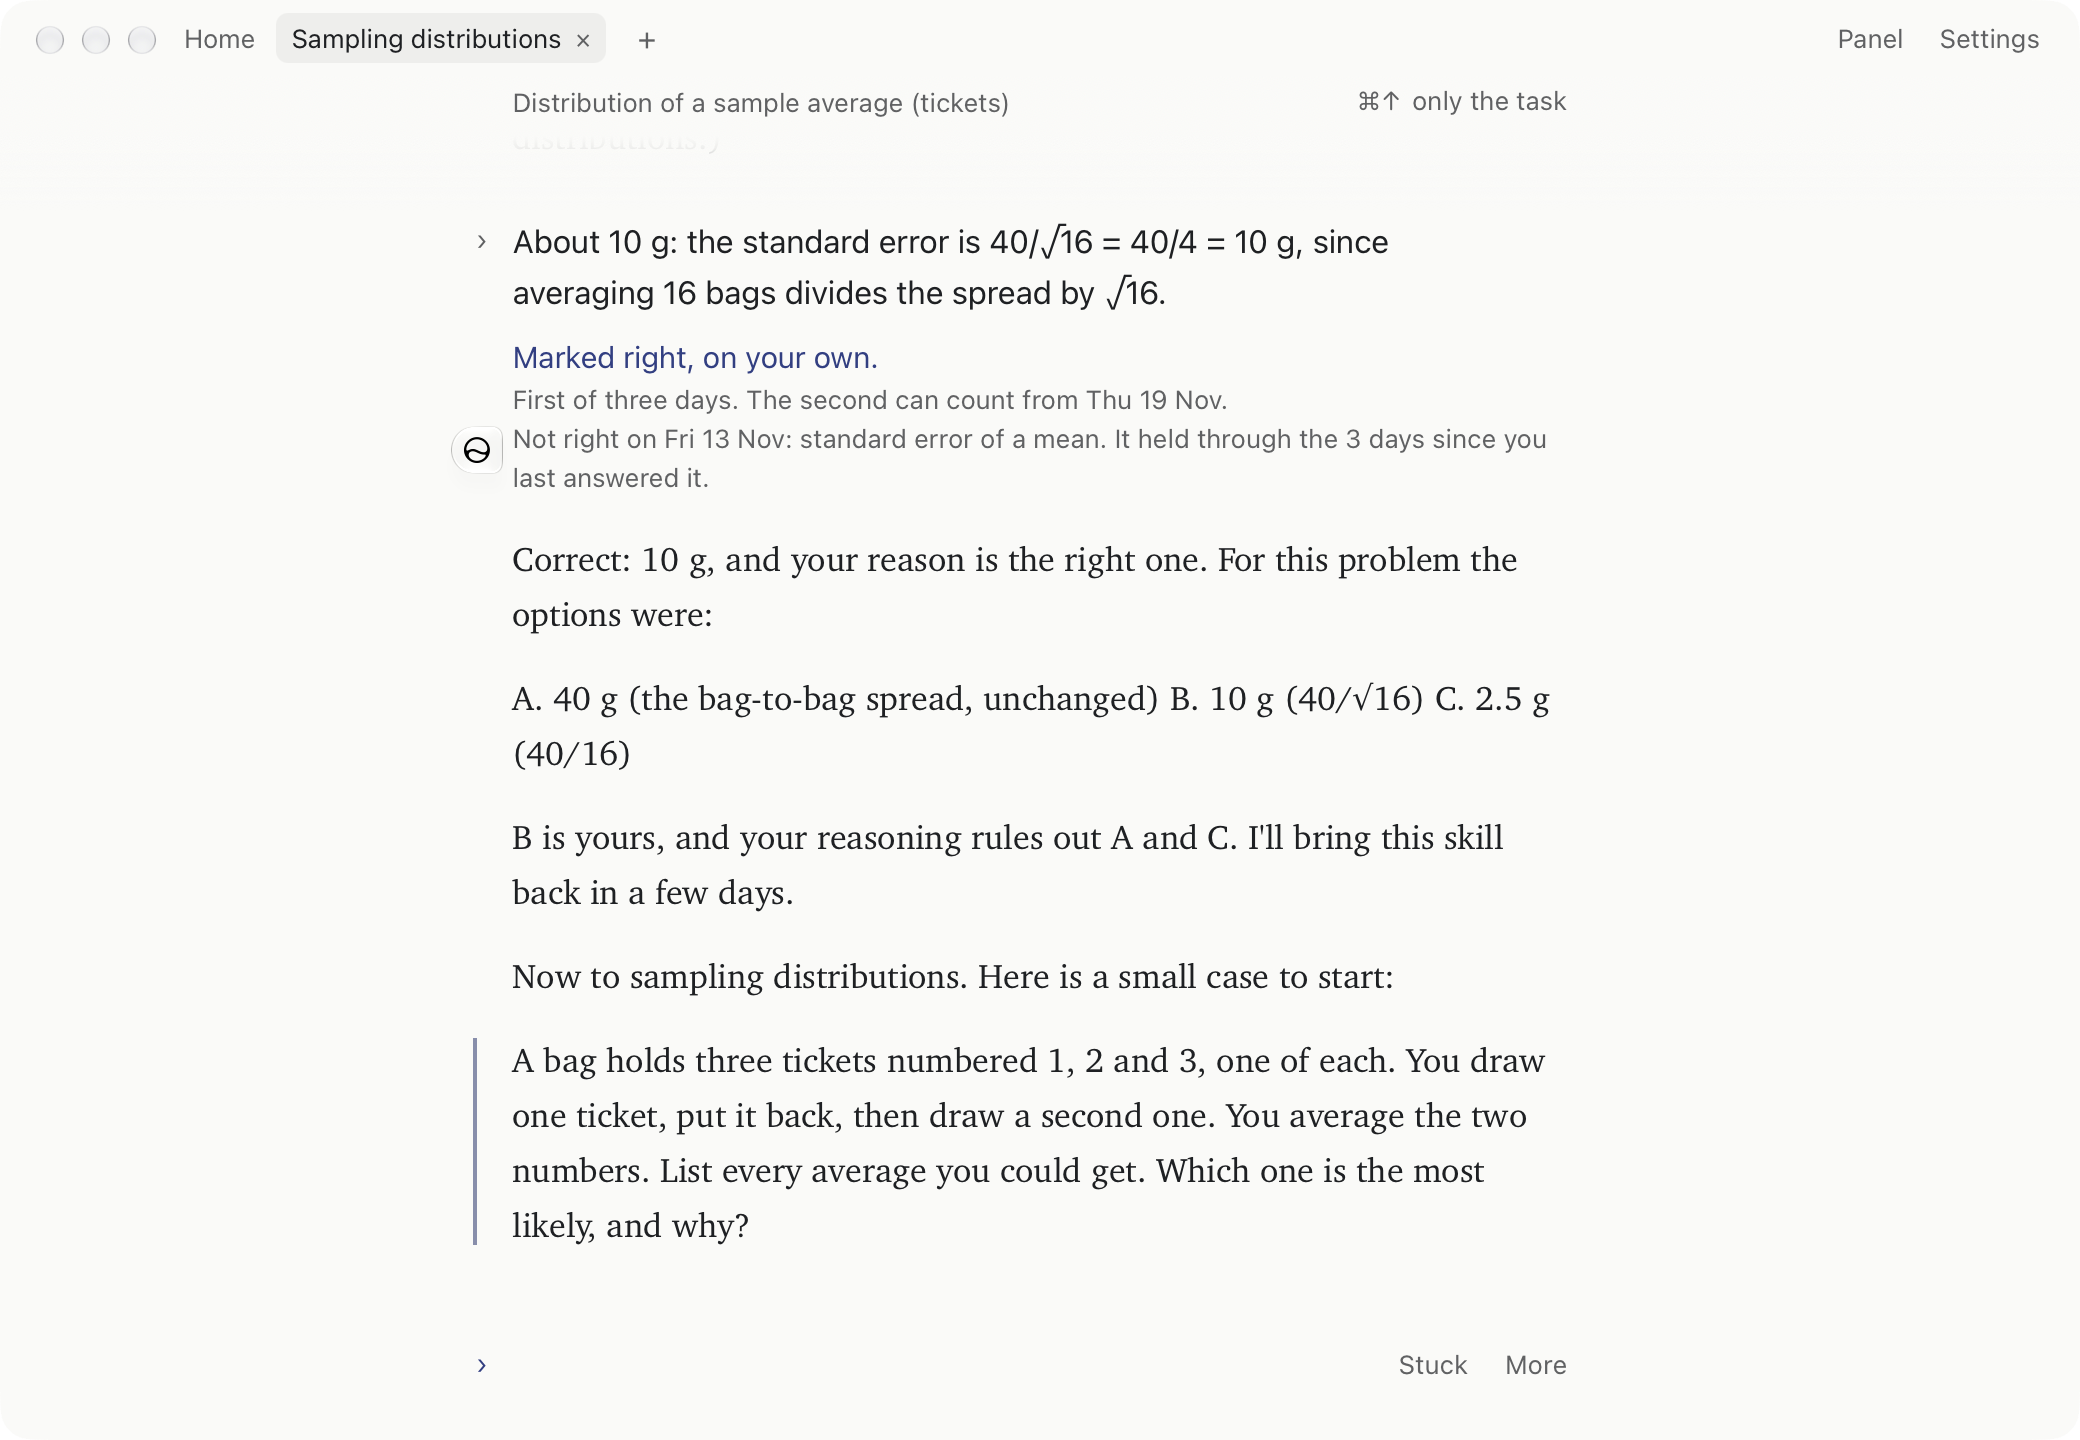 Home
Sampling distributions ×
+
Panel
Settings
Distribution of a sample average (tickets)
⌘↑ only the task
distributions.)
› About 10 g: the standard error is 40/√16 = 40/4 = 10 g, since
averaging 16 bags divides the spread by √16.
Marked right, on your own.
First of three days. The second can count from Thu 19 Nov.
Not right on Fri 13 Nov: standard error of a mean. It held through the 3 days since you
last answered it.
Correct: 10 g, and your reason is the right one. For this problem the
options were:
A. 40 g (the bag-to-bag spread, unchanged) B. 10 g (40/√16) C. 2.5 g
(40/16)
B is yours, and your reasoning rules out A and C. I'll bring this skill
back in a few days.
Now to sampling distributions. Here is a small case to start:
A bag holds three tickets numbered 1, 2 and 3, one of each. You draw
one ticket, put it back, then draw a second one. You average the two
numbers. List every average you could get. Which one is the most
likely, and why?
›
Stuck
More